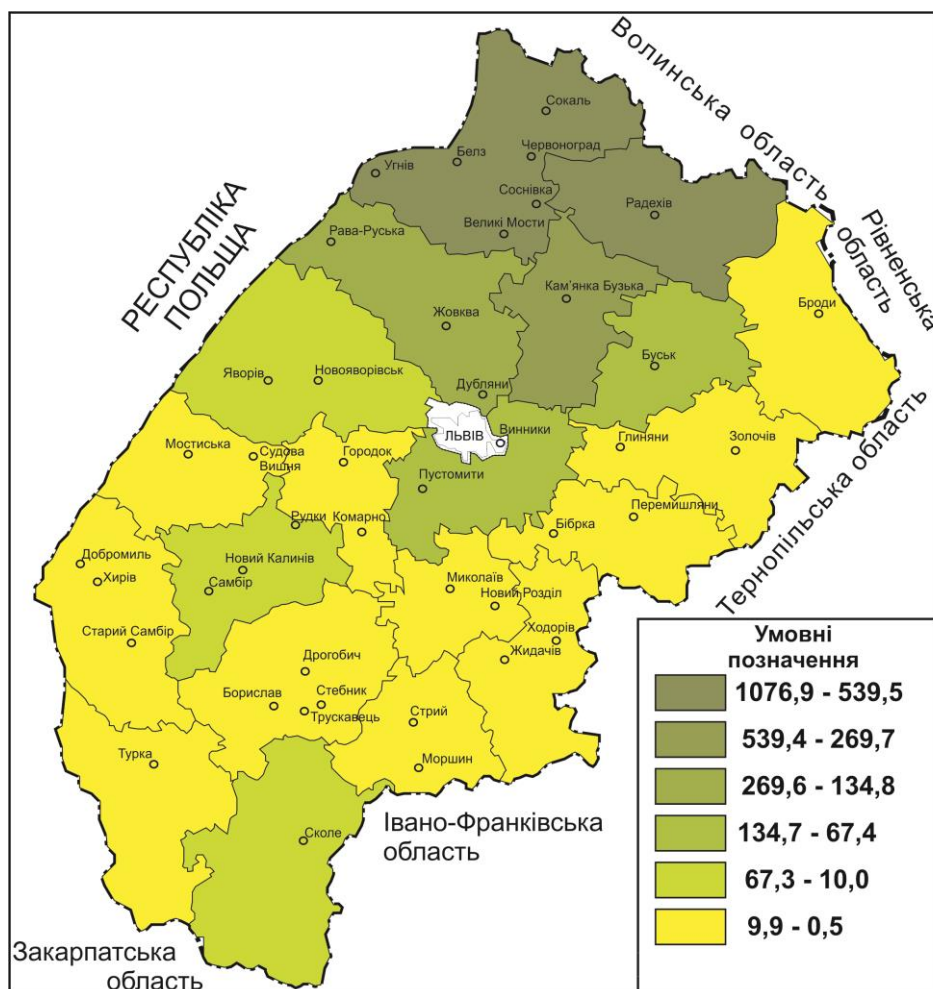 Волинська область
Рівненська
область
РЕСПУБЛІКА
ПОЛЬЩА
Сокаль
Червоноград
Белз
Угнів
Соснівка
Радехів
Великі Мости
Рава-Руська
Кам'янка Бузька
Броди
Жовква
Буськ
Яворів
Новояворівськ
Дубляни
ЛЬВІВ
Винники
Глиняни
Золочів
Мостиська
Судова
Вишня
Городок
Пустомити
Рудки
Комарно
Бібрка
Перемишляни
Тернопільська область
Добромиль
Хирів
Новий Калинів
Самбір
Миколаїв
Новий Розділ
Старий Самбір
Ходорів
Жидачів
Дрогобич
Борислав
Стебник
Трускавець
Стрий
Турка
Моршин
Сколе
Івано-Франківська
область
Закарпатська
область
Умовні
позначення
1076,9 - 539,5
539,4 - 269,7
269,6 - 134,8
134,7 - 67,4
67,3 - 10,0
9,9 - 0,5